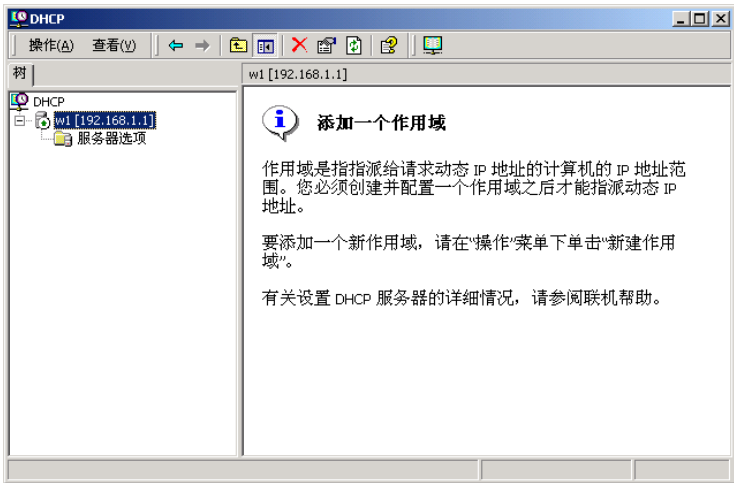 DHCP
操作(A) 查看(V)
树
w1 [192.168.1.1]
DHCP
w1 [192.168.1.1]
服务器选项
添加一个作用域
作用域是指指派给请求动态 IP 地址的计算机的 IP 地址范
围。您必须创建并配置一个作用域之后才能指派动态 IP
地址。
要添加一个新作用域，请在“操作”菜单下单击“新建作用
域”。
有关设置 DHCP 服务器的详细情况，请参阅联机帮助。